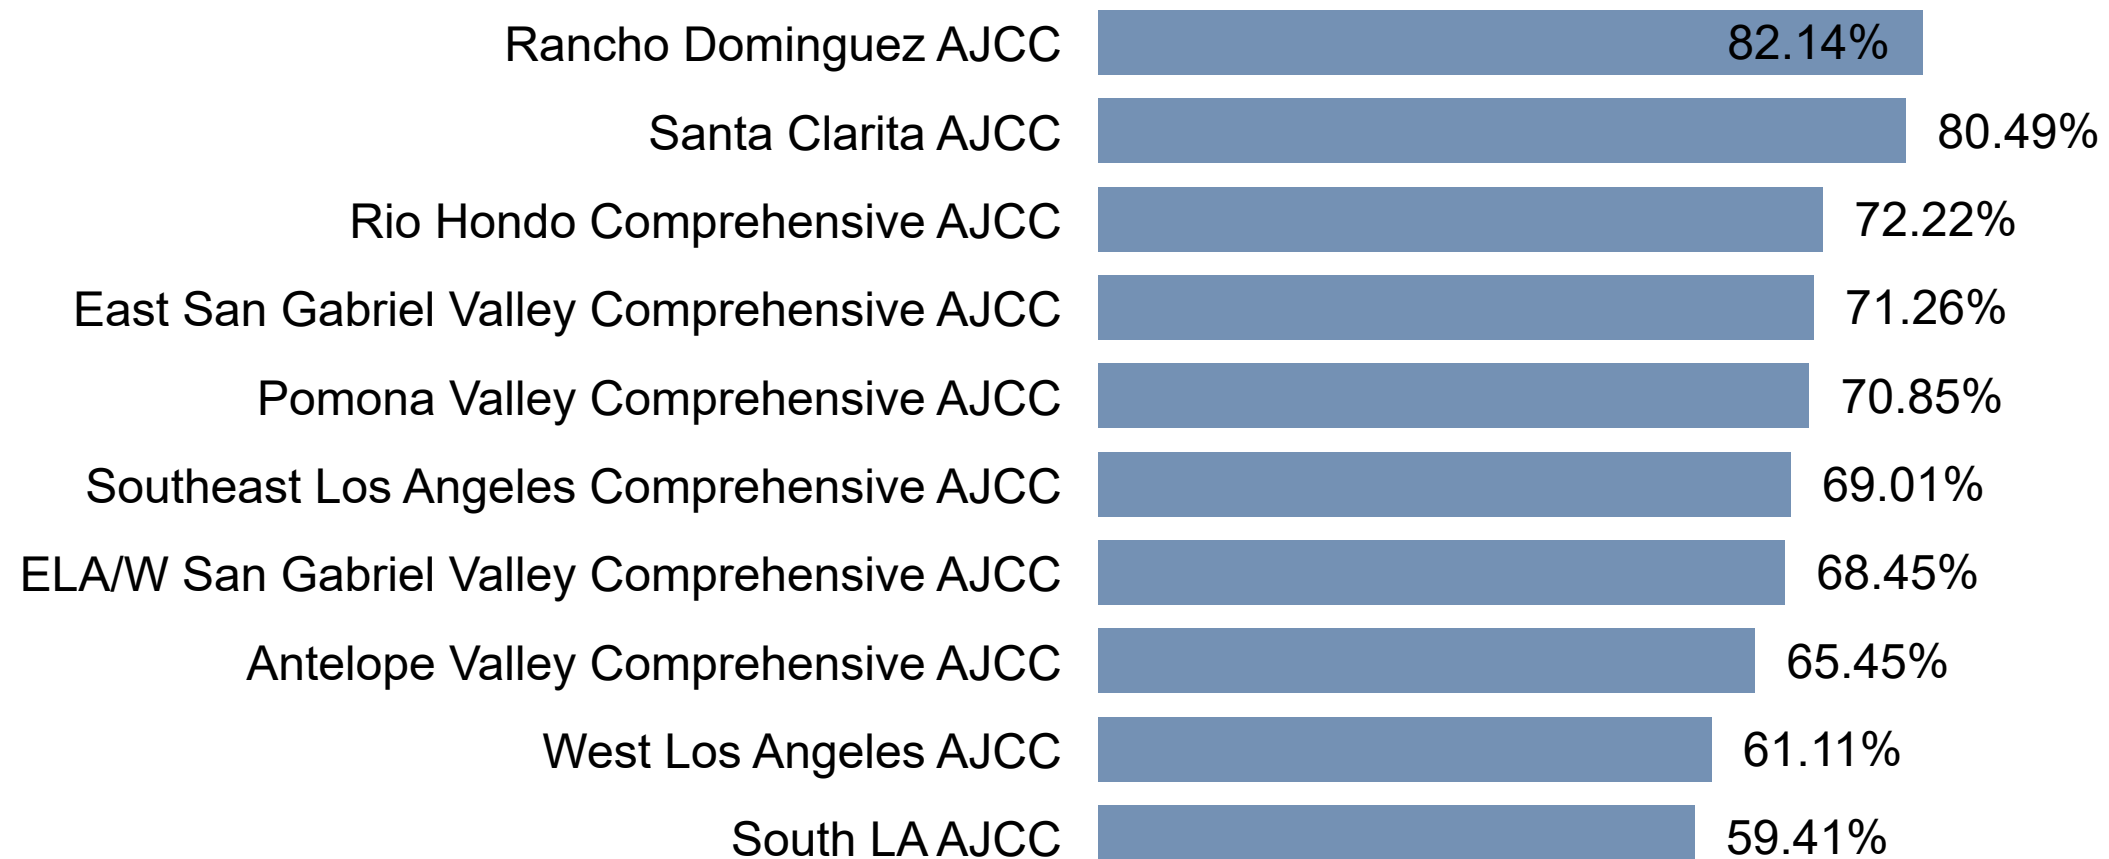 Rancho Dominguez AJCC 82.14%
Santa Clarita AJCC 80.49%
Rio Hondo Comprehensive AJCC 72.22%
East San Gabriel Valley Comprehensive AJCC 71.26%
Pomona Valley Comprehensive AJCC 70.85%
Southeast Los Angeles Comprehensive AJCC 69.01%
ELA/W San Gabriel Valley Comprehensive AJCC 68.45%
Antelope Valley Comprehensive AJCC 65.45%
West Los Angeles AJCC 61.11%
South LA AJCC 59.41%